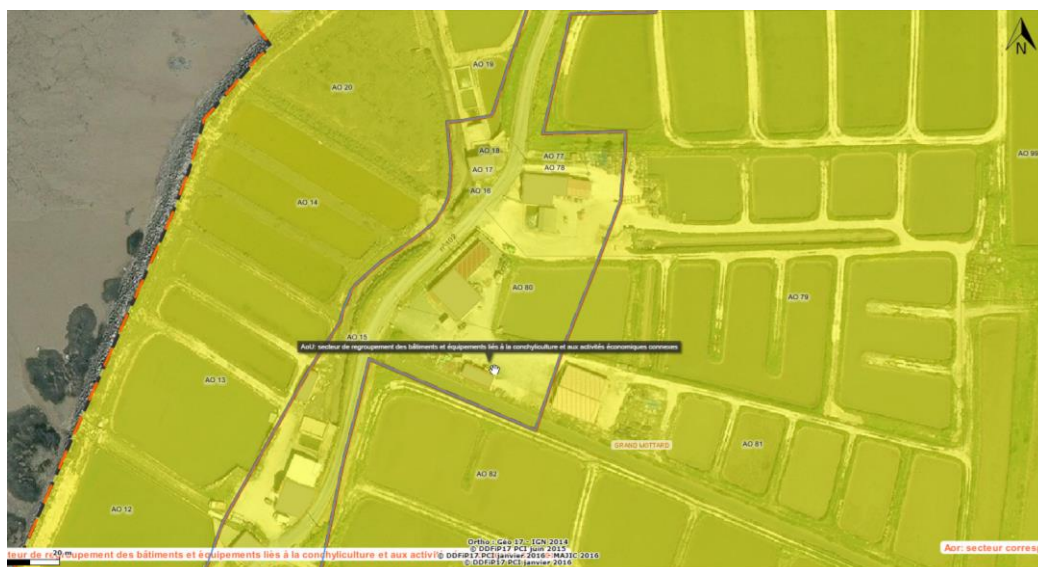 N
AO 19
AO 20
AO 18
AO 77
AO 99
AO 17
AO 78
AO 16
AO 14
AO 80
AO 79
AO 15
AoU: secteur de regroupement des bâtiments et équipements liés à la conchyliculture et aux activités économiques connexes
AO 13
GRAND MOTTARD
AO 81
AO 82
AO 12
Ortho : Géo 17 - IGN 2014
© DDFiP17 PCI juin 2015
© DDFiP17 PCI janvier 2016 MAJIC 2016
© DDFiP17 PCI janvier 2016
20 m
teur de regroupement des bâtiments et équipements liés à la conchyliculture et aux activi
Aor: secteur corresp